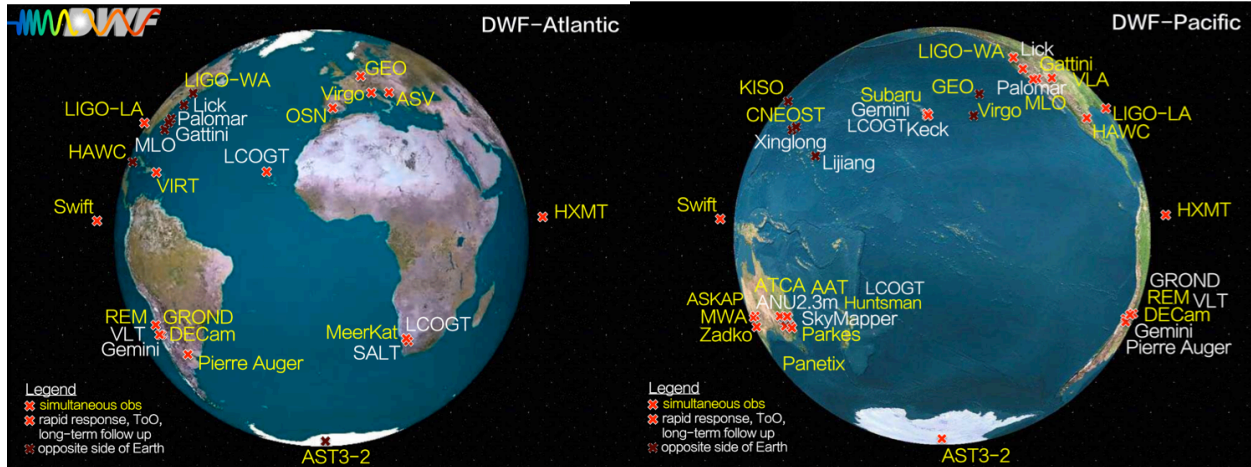 DWF
DWF-Atlantic
GEO
LIGO-WA
Virgo
ASV
LIGO-LA
Lick
OSN
Palomar
Gattini
MLO
HAWC
LCOGT
VIRT
Swift
HXMT
REM
GROND
VLT
DECam
MeerKat
LCOGT
Gemini
SALT
Pierre Auger
Legend
simultaneous obs
rapid response, ToO,
long-term follow up
opposite side of Earth
AST3-2
DWF-Pacific
LIGO-WA
Lick
Gattini
KISO
GEO
Palomar
VLA
Subaru
MLO
CNEOST
Gemini
Virgo
LIGO-LA
LCOGT
Keck
HAWC
Xinglong
Lijiang
Swift
HXMT
GROND
ATCA
AAT
LCOGT
REM
VLT
ASKAP
ANU2.3m
Huntsman
DECam
MWA
SkyMapper
Gemini
Zadko
Parkes
Pierre Auger
Panetix
Legend
simultaneous obs
rapid response, ToO,
long-term follow up
opposite side of Earth
AST3-2